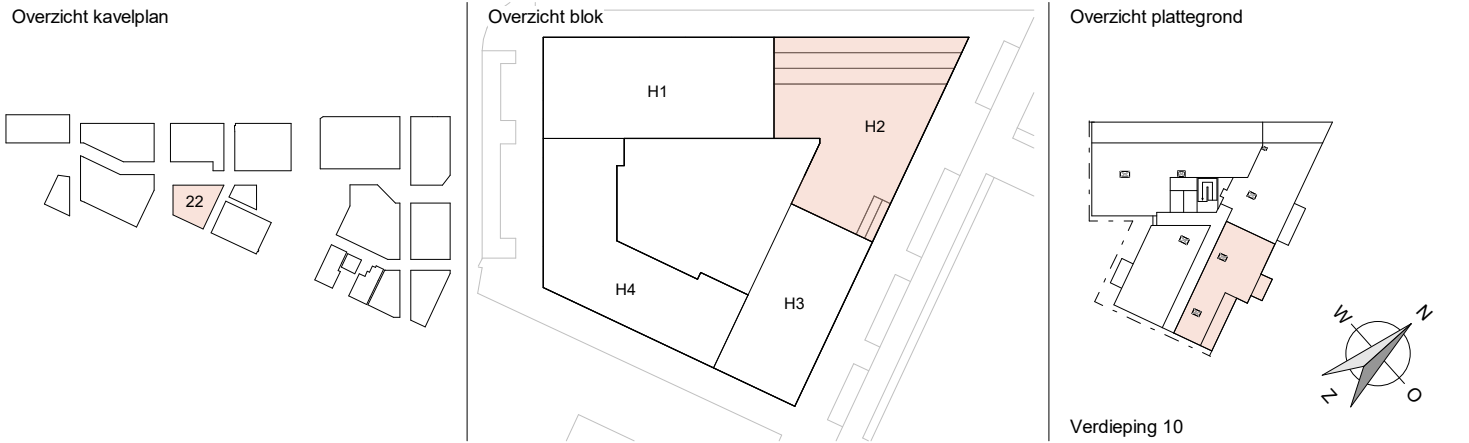 Overzicht kavelplan
22
Overzicht blok
H1
H2
H3
H4
Overzicht plattegrond
N
W
O
Z
Verdieping 10